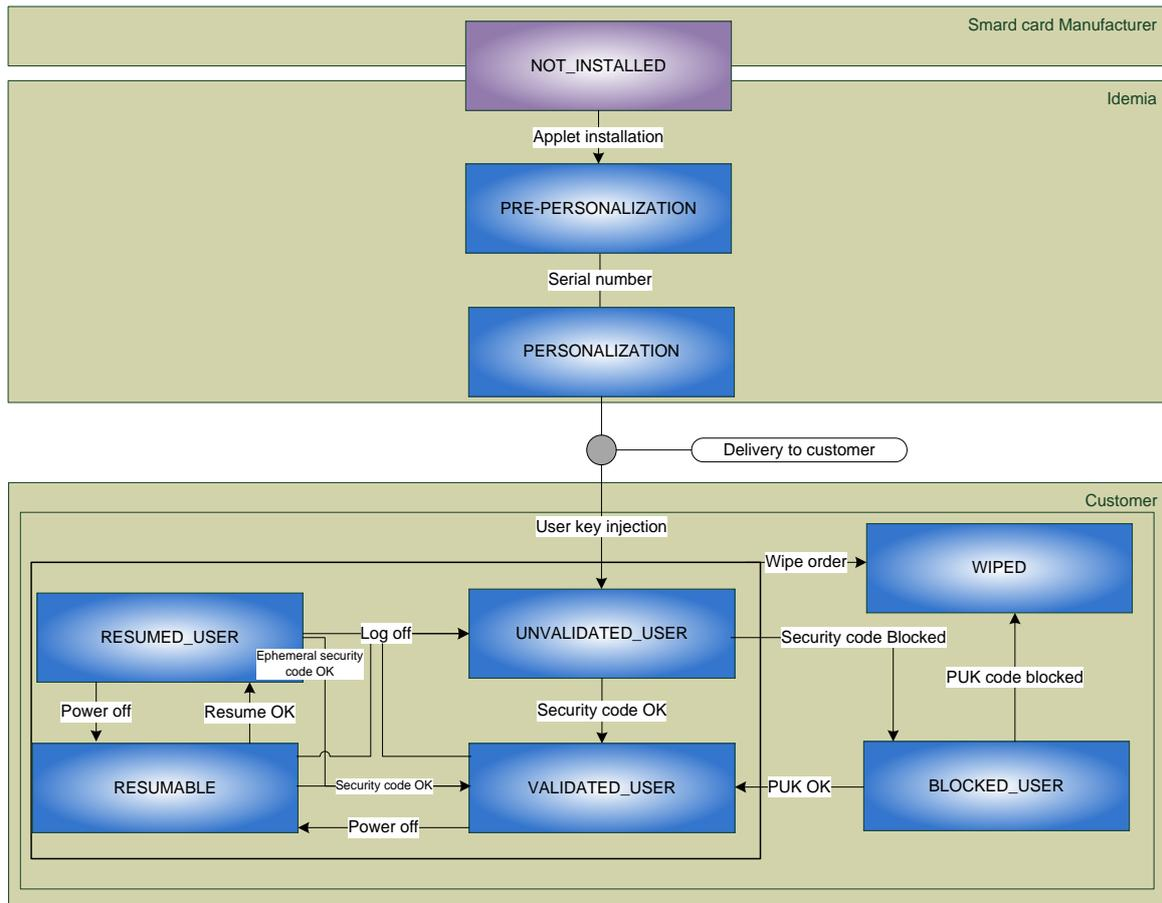 Smard card Manufacturer
NOT_INSTALLED
Idemia
Applet installation
PRE-PERSONALIZATION
Serial number
PERSONALIZATION
Delivery to customer
Customer
User key injection
Wipe order
WIPED
RESUMED_USER
Log off
UNVALIDATED_USER
Security code Blocked
Ephemeral security
code OK
PUK code blocked
Power off
Resume OK
Security code OK
RESUMABLE
Security code OK
VALIDATED_USER
PUK OK
BLOCKED_USER
Power off